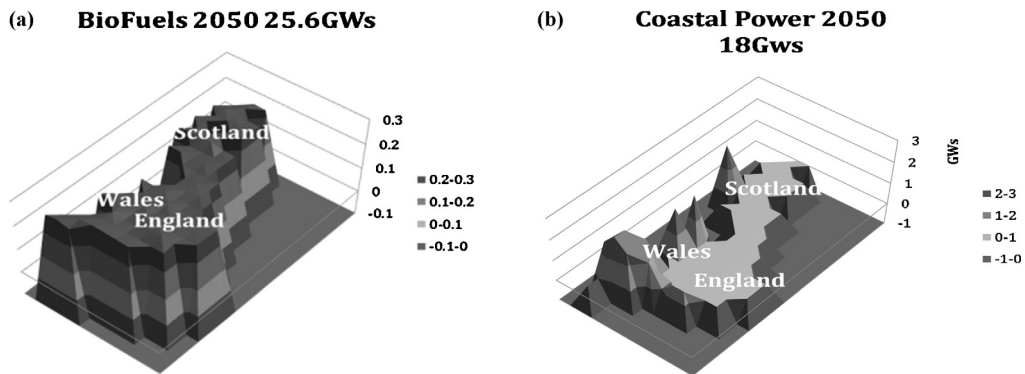 (a)
BioFuels 2050 25.6GWs
Scotland
Wales
England
0.3
0.2
0.1
0
-0.1
0.2-0.3
0.1-0.2
0-0.1
-0.1-0
(b)
Coastal Power 2050
18Gws
Scotland
Wales
England
3
2
1
0
-1
GWs
2-3
1-2
0-1
-1-0